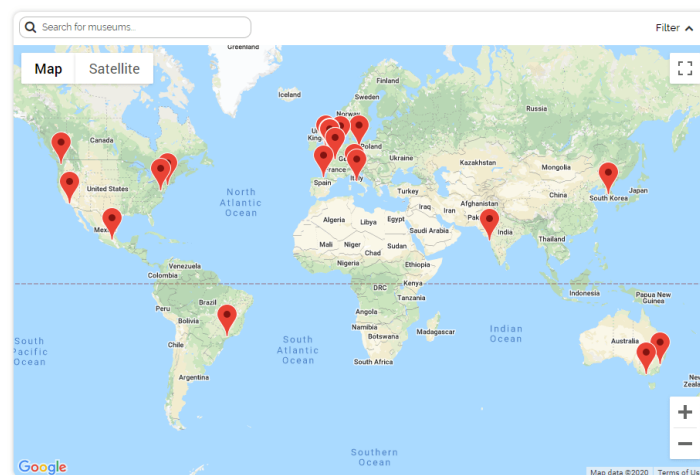 Search for museums..
Filter
Map
Satellite
Greenland
Iceland
Finland
Sweden
Norway
Russia
Canada
Poland
Ukraine
Kazakhstan
Mongolia
United States
France
Italy
Spain
Turkey
North
Atlantic
Ocean
China
South Korea
Japan
Iraq
Iran
Afghanistan
Algeria
Libya
Egypt
Saudi Arabia
India
Mali
Niger
Chad
Sudan
Thailand
Nigeria
Ethiopia
Venezuela
Colombia
Kenya
DRC
Tanzania
Indonesia
Papua New
Guinea
Brazil
Peru
Bolivia
Angola
Namibia
Botswana
Madagascar
Indian
Ocean
South
Pacific
Ocean
South
Atlantic
Ocean
Chile
Australia
South Africa
Argentina
Southern
Ocean
Google
Map data ©2020
Terms of Us